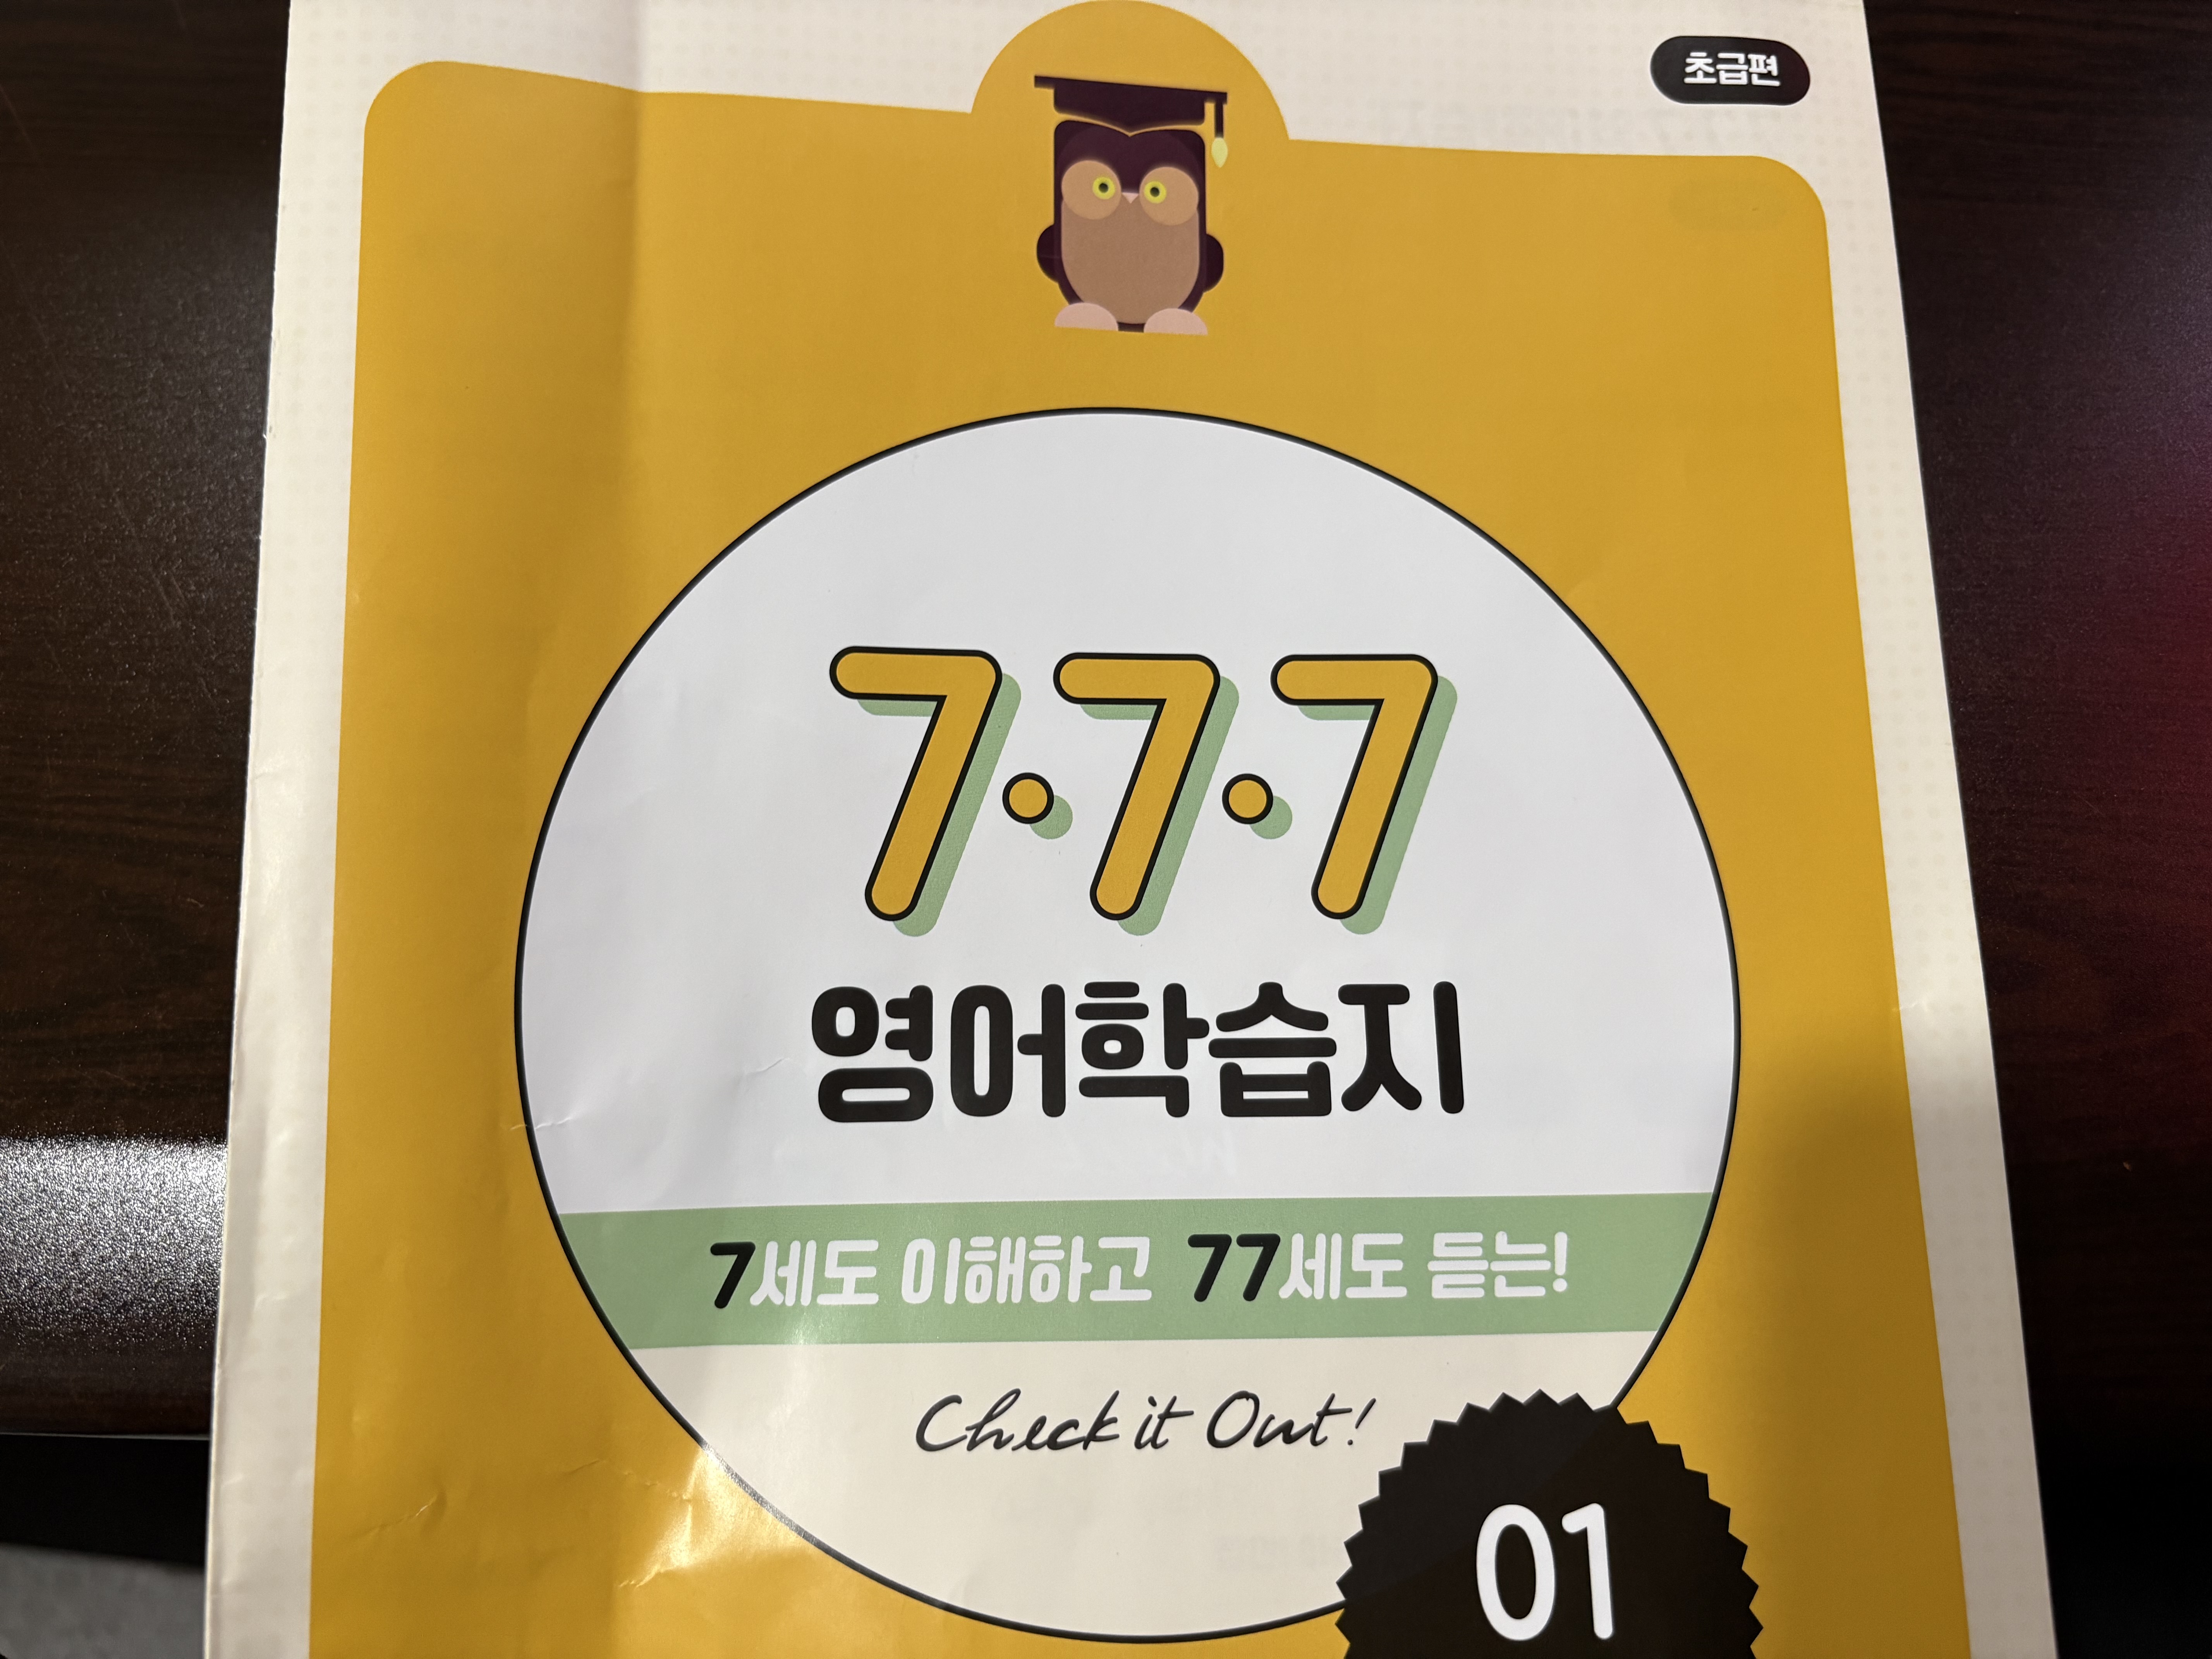 초급편
7·7·7
영어학습지
7세도 이해하고 77세도 듣는!
Check it Out!
01